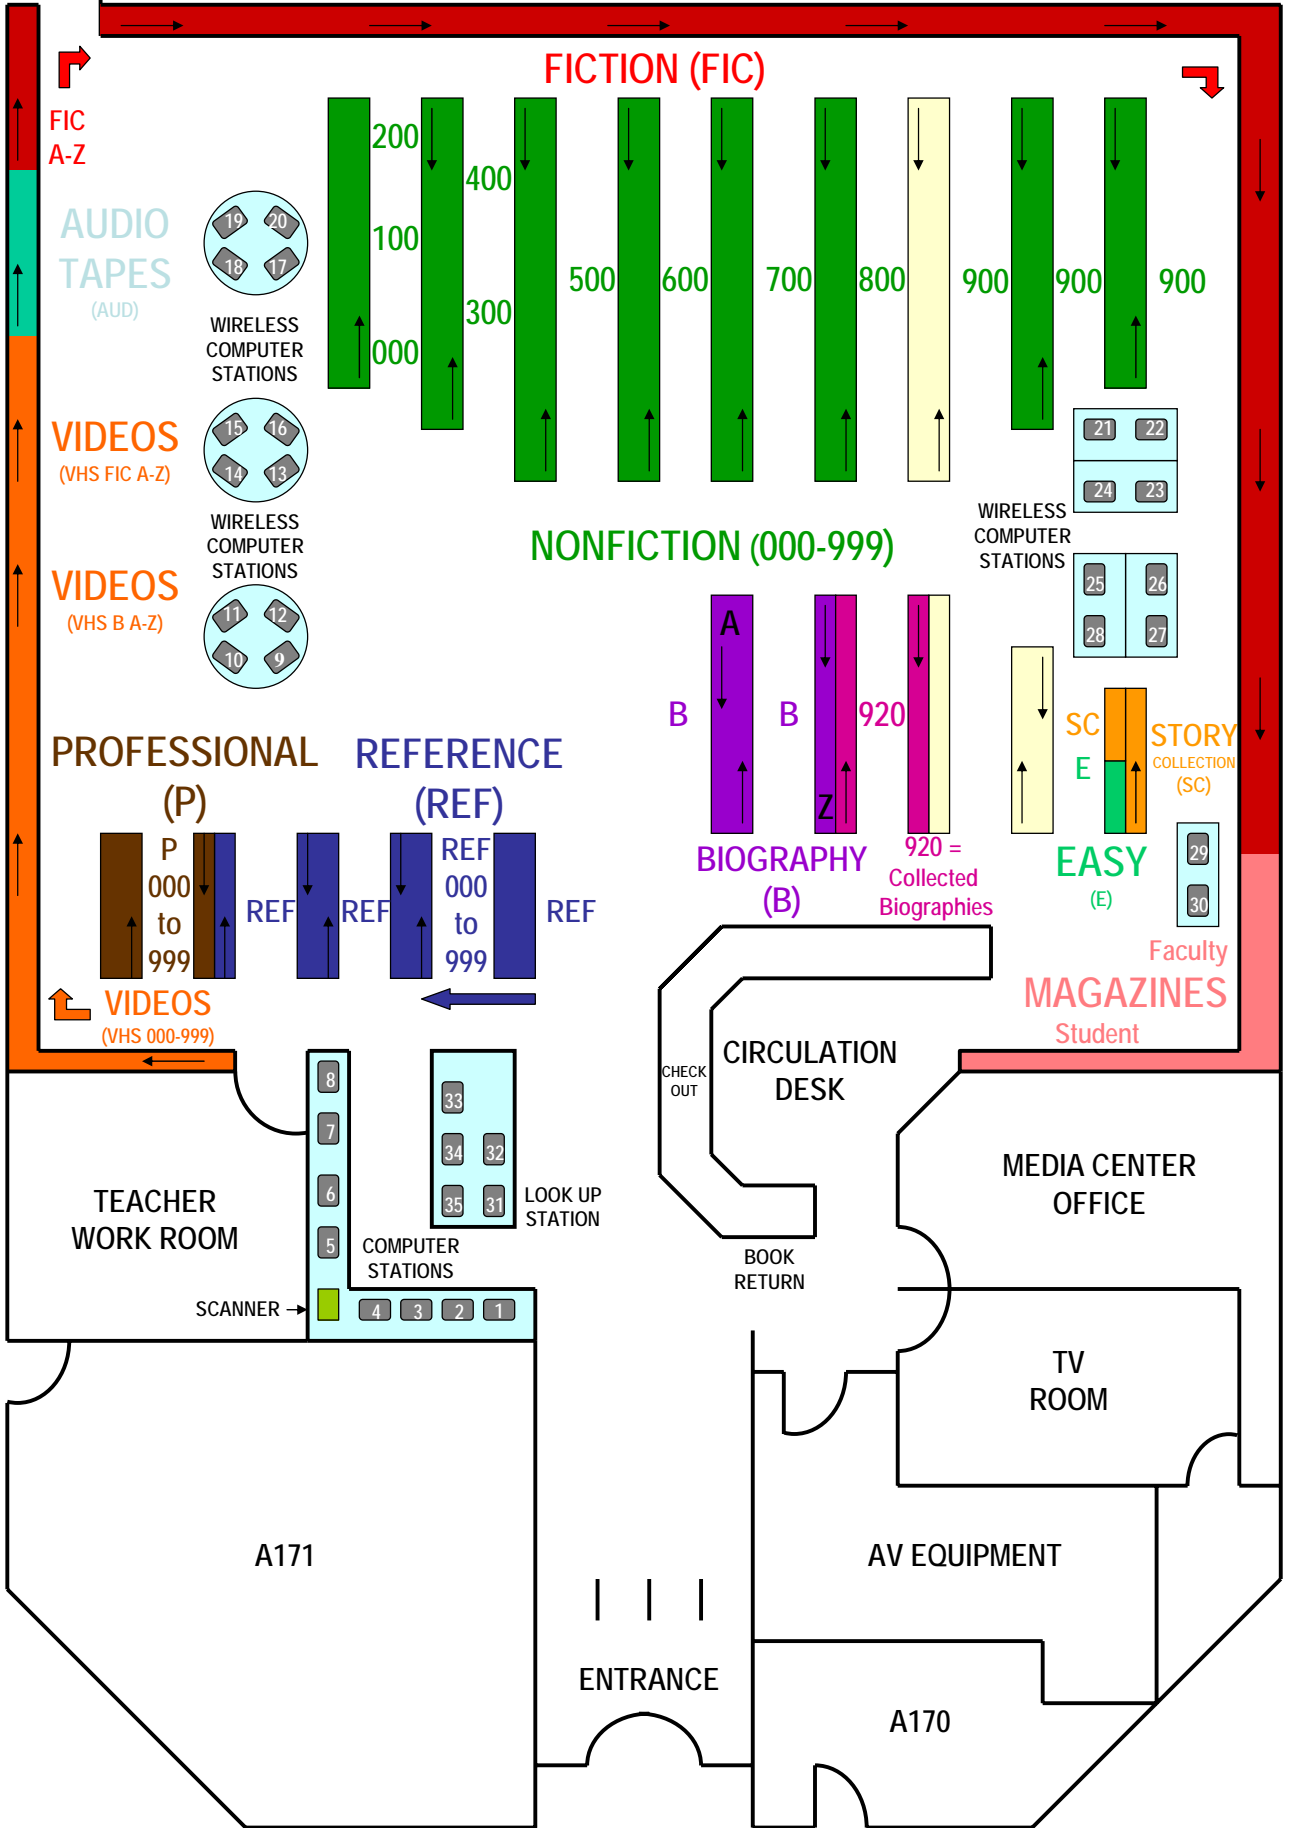 FICTION (FIC)
FIC
A-Z
200
100
000
400
300
500
600
700
800
900
900
900
AUDIO
TAPES
(AUD)
19
20
18
17
WIRELESS
COMPUTER
STATIONS
VIDEOS
(VHS FIC A-Z)
15
16
14
13
WIRELESS
COMPUTER
STATIONS
VIDEOS
(VHS B A-Z)
11
12
10
9
NONFICTION (000-999)
21
22
24
23
WIRELESS
COMPUTER
STATIONS
25
26
28
27
A
B
B
Z
920
SC
E
STORY
COLLECTION
(SC)
PROFESSIONAL
(P)
REFERENCE
(REF)
P
000
to
999
REF
REF
REF
000
to
999
REF
BIOGRAPHY
(B)
920 =
Collected
Biographies
EASY
(E)
29
30
Faculty
MAGAZINES
Student
VIDEOS
(VHS 000-999)
CHECK
OUT
CIRCULATION
DESK
8
7
6
5
33
34
32
35
31
LOOK UP
STATION
COMPUTER
STATIONS
SCANNER
4
3
2
1
TEACHER
WORK ROOM
BOOK
RETURN
MEDIA CENTER
OFFICE
TV
ROOM
A171
AV EQUIPMENT
ENTRANCE
A170